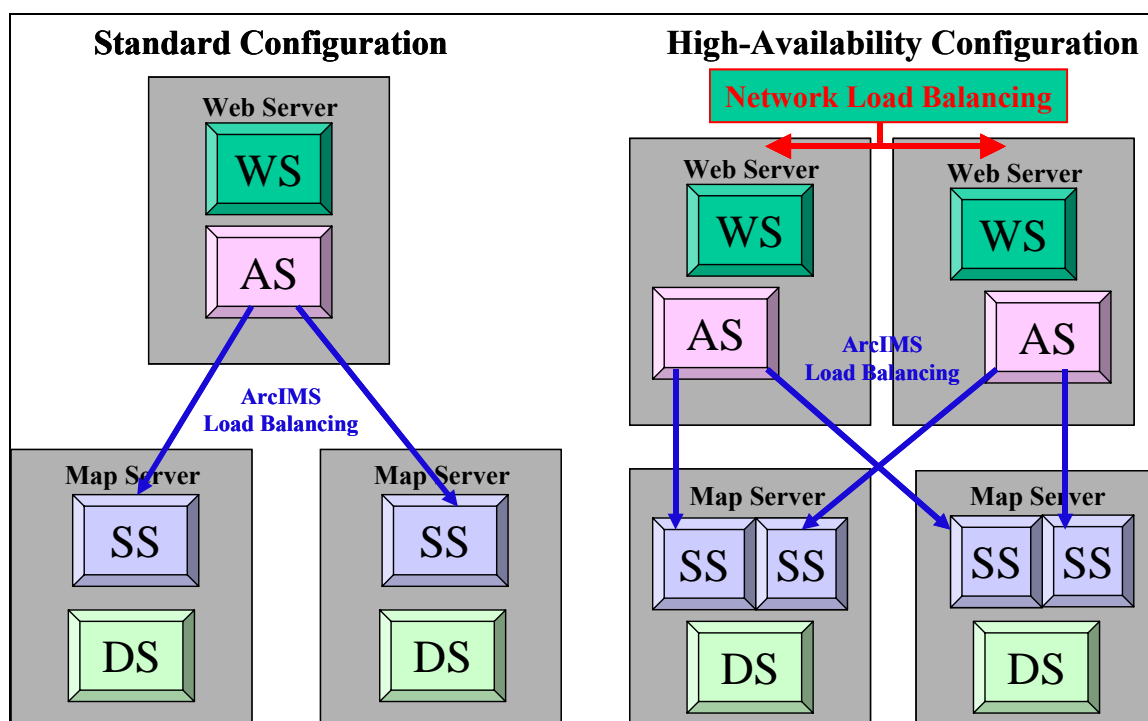 Standard Configuration
Web Server
WS
AS
ArcIMS
Load Balancing
Map Server
SS
DS
Map Server
SS
DS
High-Availability Configuration
Network Load Balancing
Web Server
WS
AS
Web Server
WS
AS
ArcIMS
Load Balancing
Map Server
SS
SS
DS
Map Server
SS
SS
DS